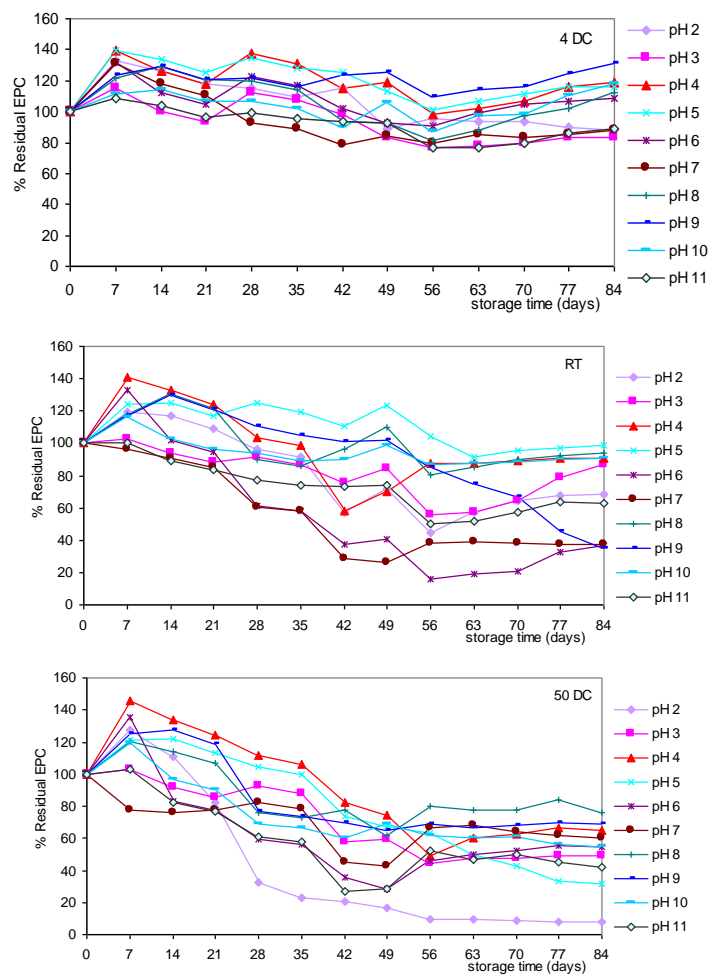 4 DC
% Residual EPC
160
140
120
100
80
60
40
20
0
0 7 14 21 28 35 42 49 56 63 70 77 84
storage time (days)
pH 2
pH 3
pH 4
pH 5
pH 6
pH 7
pH 8
pH 9
pH 10
pH 11
RT
% Residual EPC
160
140
120
100
80
60
40
20
0
0 7 14 21 28 35 42 49 56 63 70 77 84
storage time (days)
pH 2
pH 3
pH 4
pH 5
pH 6
pH 7
pH 8
pH 9
pH 10
pH 11
50 DC
% Residual EPC
160
140
120
100
80
60
40
20
0
0 7 14 21 28 35 42 49 56 63 70 77 84
storage time (days)
pH 2
pH 3
pH 4
pH 5
pH 6
pH 7
pH 8
pH 9
pH 10
pH 11